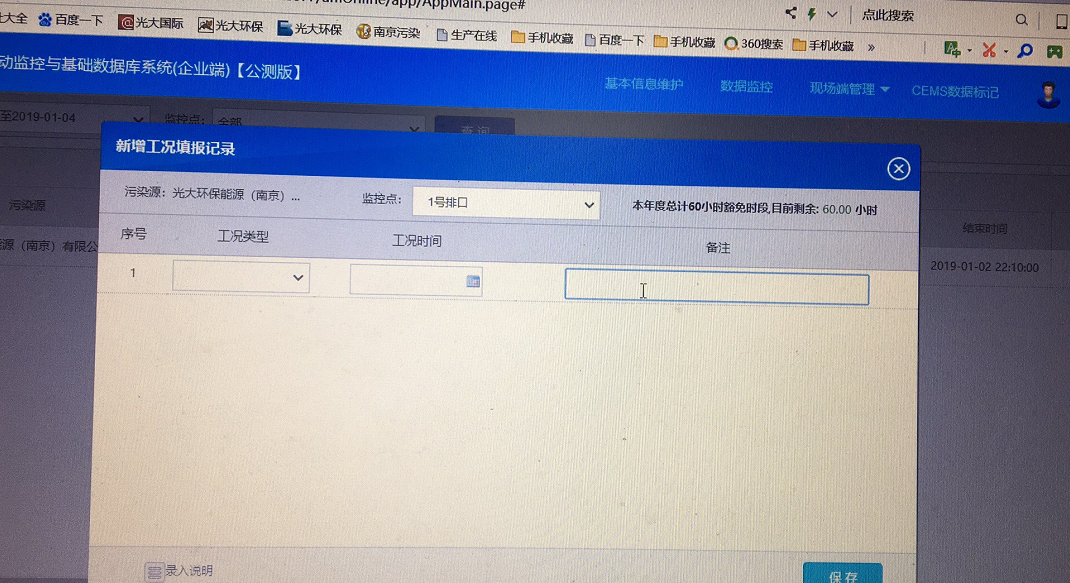 app/AppMain.page#
点此搜索
大全 百度一下 光大国际 光大环保 光大环保 南京污染 生产在线 手机收藏 百度一下 手机收藏 360搜索 手机收藏 »
动监控与基础数据库系统(企业端)【公测版】
基本信息维护 数据监控 现场端管理 CEMS数据标记
至2019-01-04 监控点: 全部 查 询
新增工况填报记录
污染源: 光大环保能源（南京）... 监控点: 1号排口 本年度总计60小时豁免时段,目前剩余: 60.00 小时
污染源 序号 工况类型 工况时间 备注 结束时间
源（南京）有限公 1 2019-01-02 22:10:00
录入说明 保 存